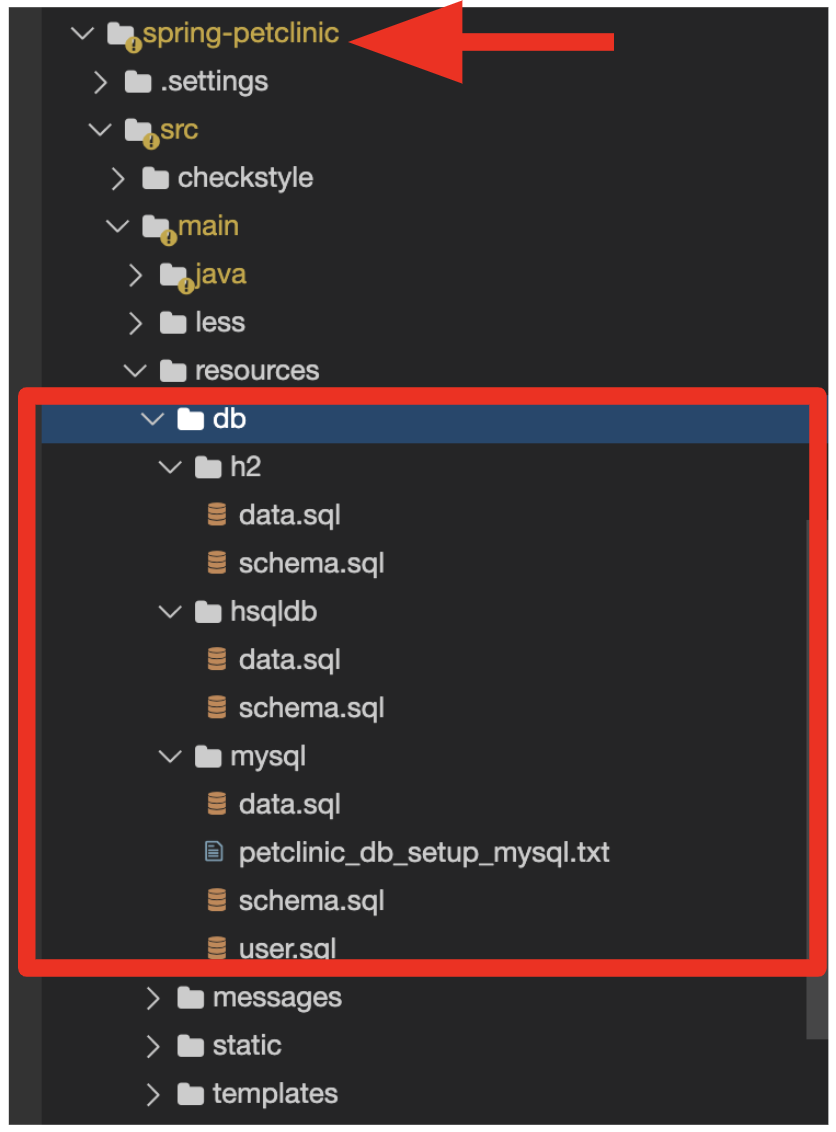 spring-petclinic
.settings
src
checkstyle
main
java
less
resources
db
h2
data.sql
schema.sql
hsqldb
data.sql
schema.sql
mysql
data.sql
petclinic_db_setup_mysql.txt
schema.sql
user.sql
messages
static
templates